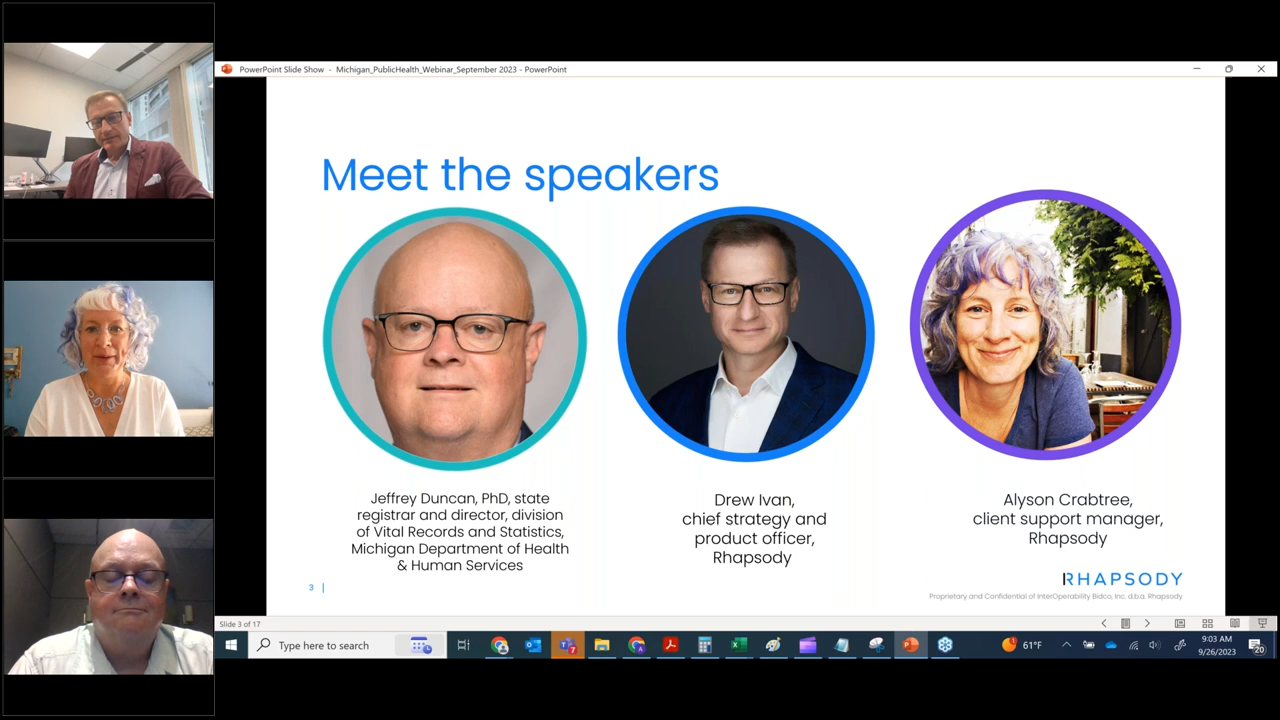 PowerPoint Slide Show - Michigan_PublicHealth_Webinar_September 2023 - PowerPoint
Meet the speakers
Jeffrey Duncan, PhD, state
registrar and director, division
of Vital Records and Statistics,
Michigan Department of Health
& Human Services
Drew Ivan,
chief strategy and
product officer,
Rhapsody
Alyson Crabtree,
client support manager,
Rhapsody
3 |
RHAPSODY
Proprietary and Confidential of InterOperability Bidco, Inc. d.b.a. Rhapsody
Slide 3 of 17
Type here to search
61°F
9:03 AM
9/26/2023
20